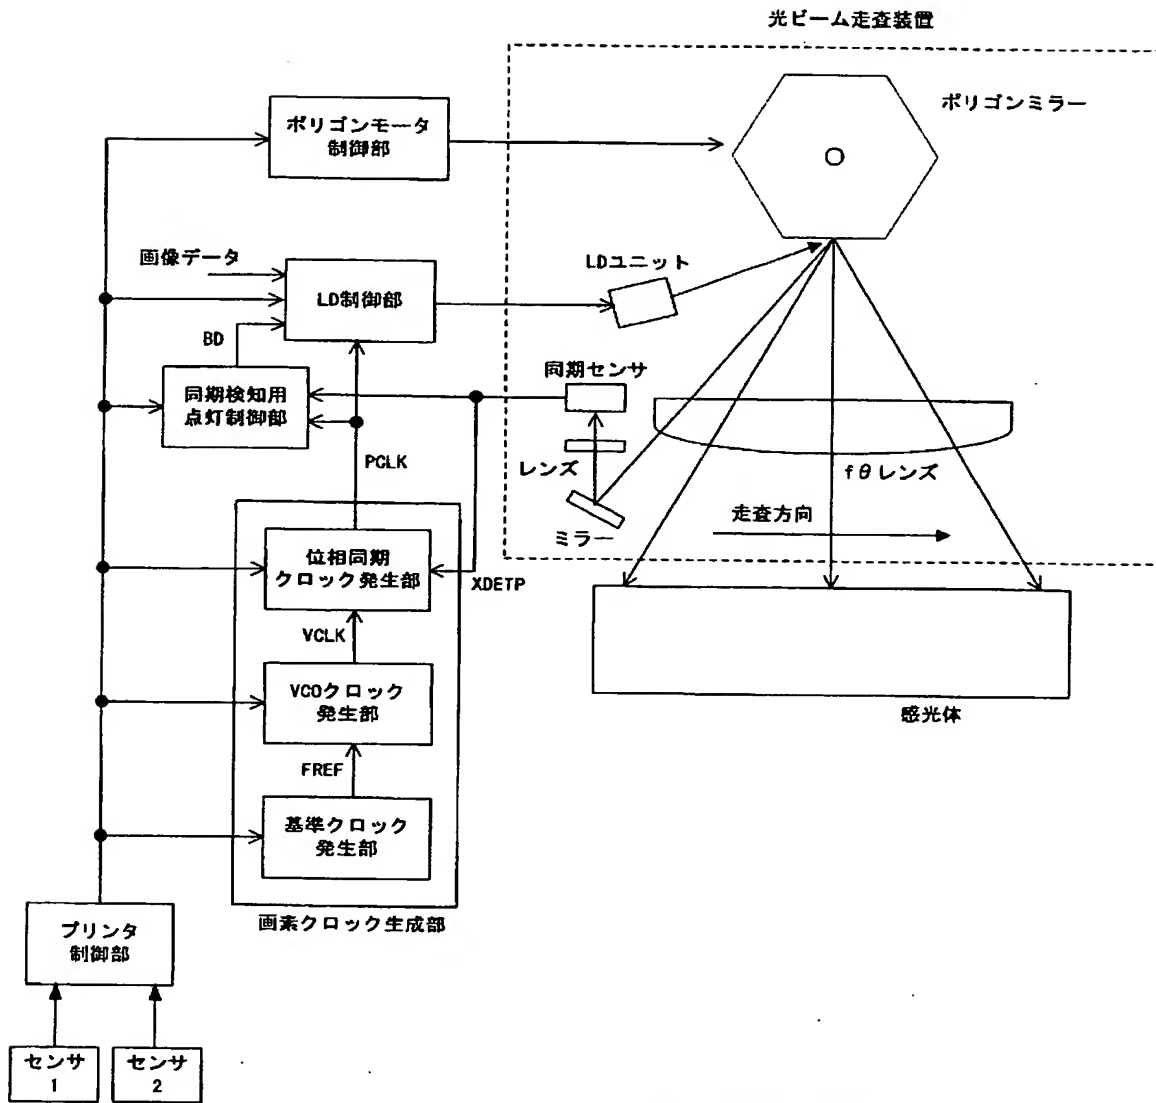 光ビーム走査装置
ポリゴンミラー
ポリゴンモータ
制御部
画像データ
LD制御部
LDユニット
BD
同期検知用
点灯制御部
同期センサ
レンズ
ミラー
fθレンズ
走査方向
PCLK
位相同期
クロック発生部
XDETP
VCLK
VCOクロック
発生部
FREF
基準クロック
発生部
画素クロック生成部
感光体
プリンタ
制御部
センサ
1
センサ
2